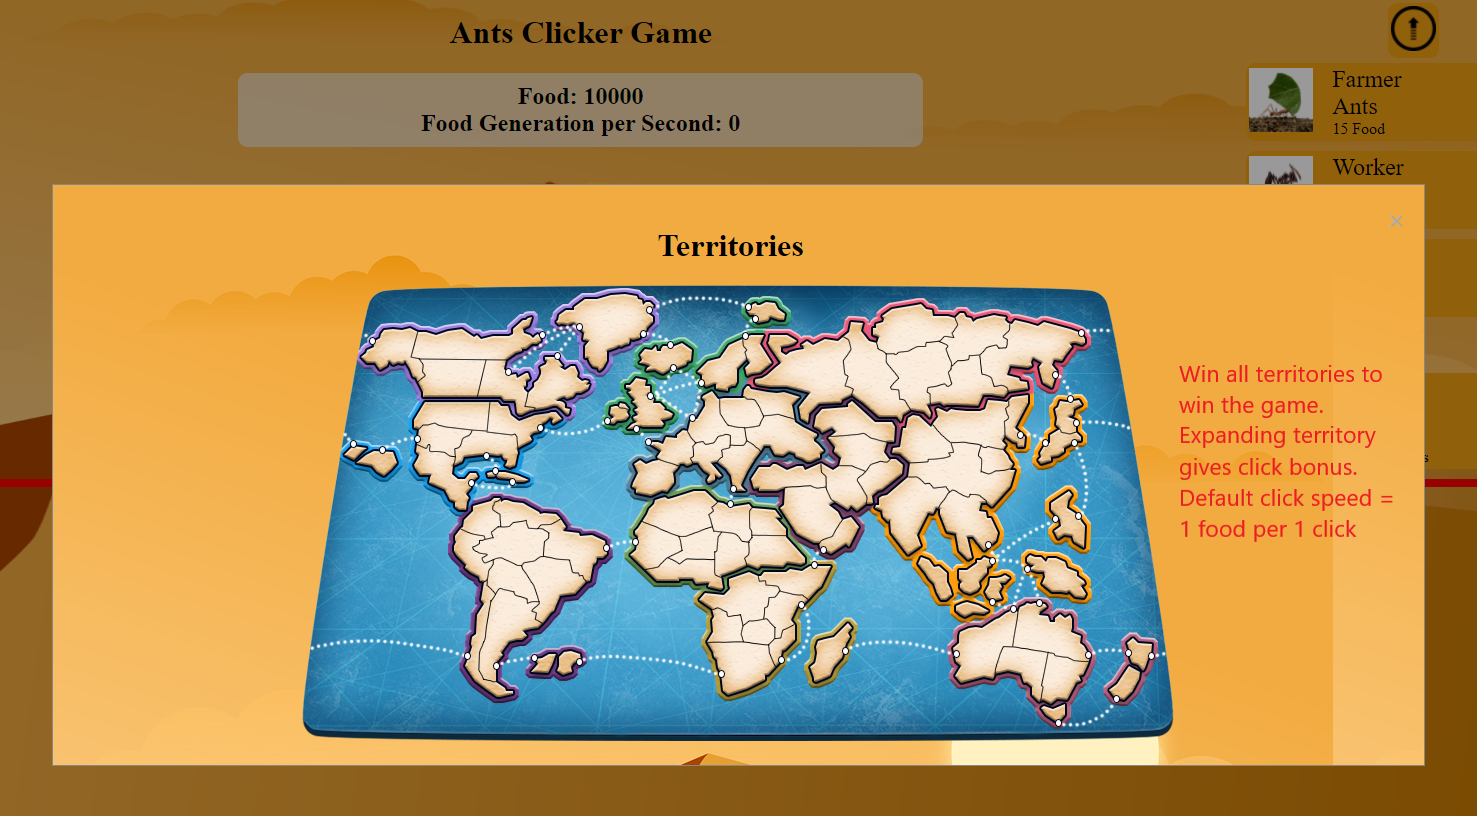 Ants Clicker Game
Food: 10000
Food Generation per Second: 0
Farmer
Ants
15 Food
Worker
Territories
Win all territories to
win the game.
Expanding territory
gives click bonus.
Default click speed =
1 food per 1 click